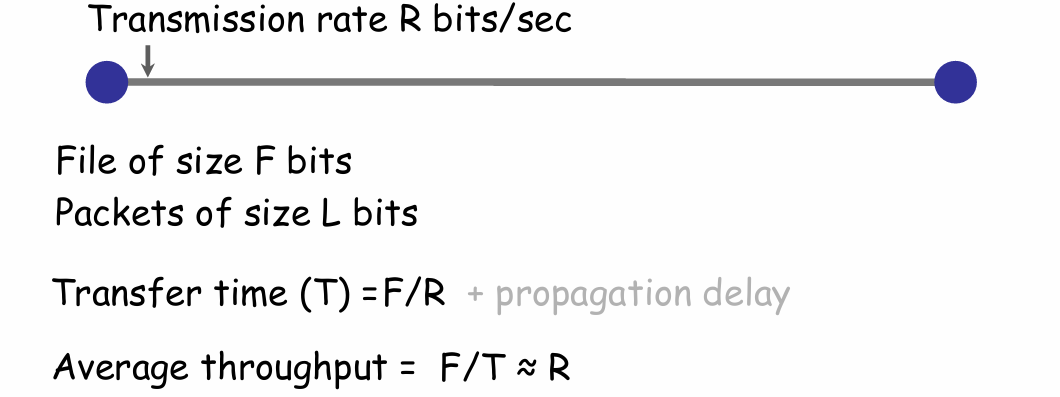 Transmission rate R bits/sec
File of size F bits
Packets of size L bits
Transfer time (T) =F/R + propagation delay
Average throughput = F/T ≈ R